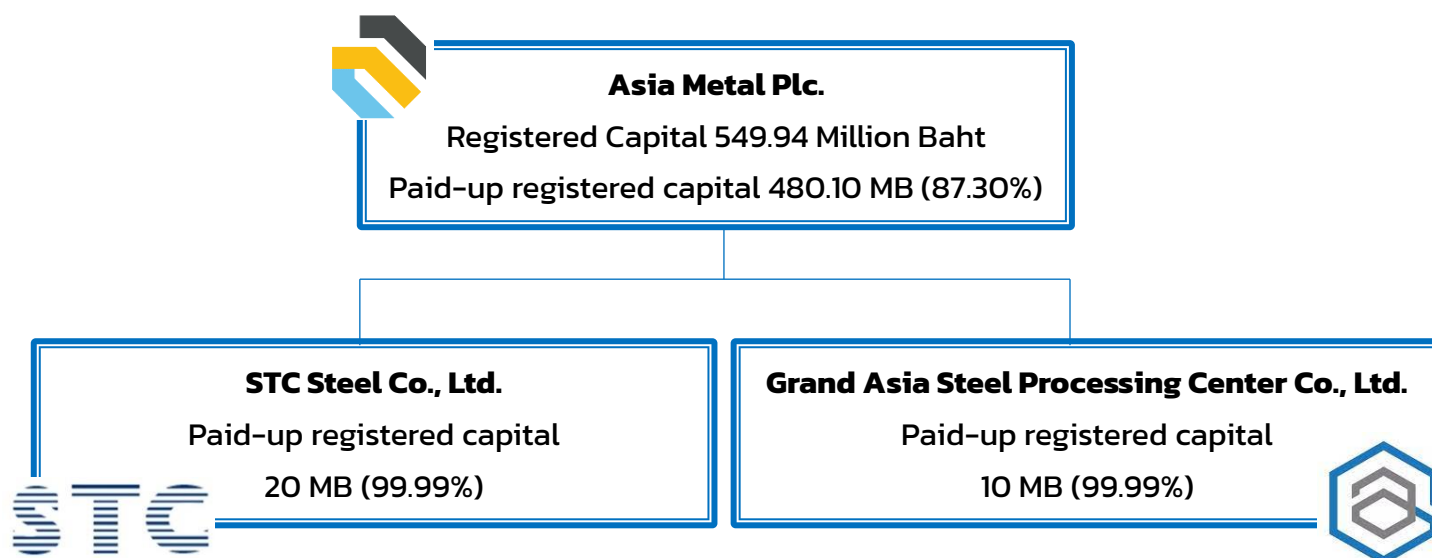 Asia Metal Plc.
Registered Capital 549.94 Million Baht
Paid-up registered capital 480.10 MB (87.30%)
STC Steel Co., Ltd.
Paid-up registered capital
20 MB (99.99%)
STC
Grand Asia Steel Processing Center Co., Ltd.
Paid-up registered capital
10 MB (99.99%)